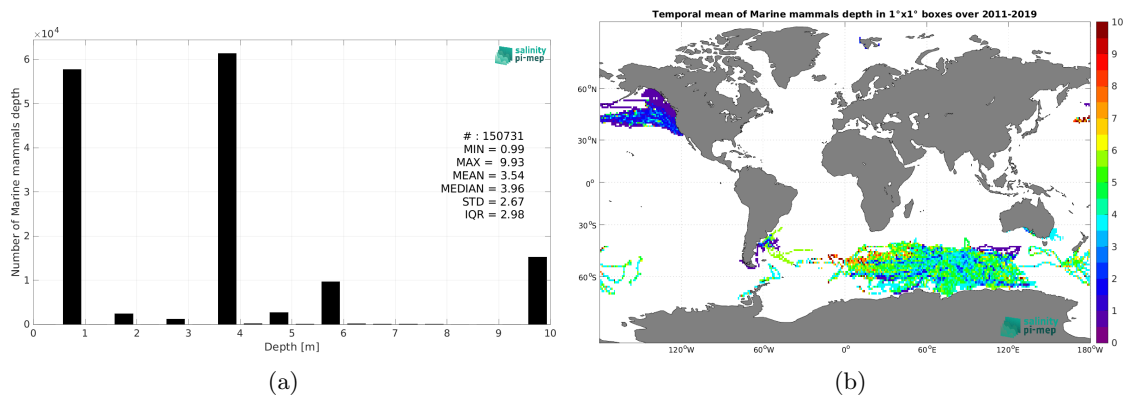 ×10⁴
salinity
pi-mep
6
5
4
3
2
1
0
Number of Marine mammals depth
# : 150731
MIN = 0.99
MAX = 9.93
MEAN = 3.54
MEDIAN = 3.96
STD = 2.67
IQR = 2.98
0 1 2 3 4 5 6 7 8 9 10
Depth [m]
(a)
Temporal mean of Marine mammals depth in 1°x1° boxes over 2011-2019
60°N
30°N
0°
30°S
60°S
120°W 60°W 0° 60°E 120°E 180°W
salinity
pi-mep
10
9
8
7
6
5
4
3
2
1
0
(b)